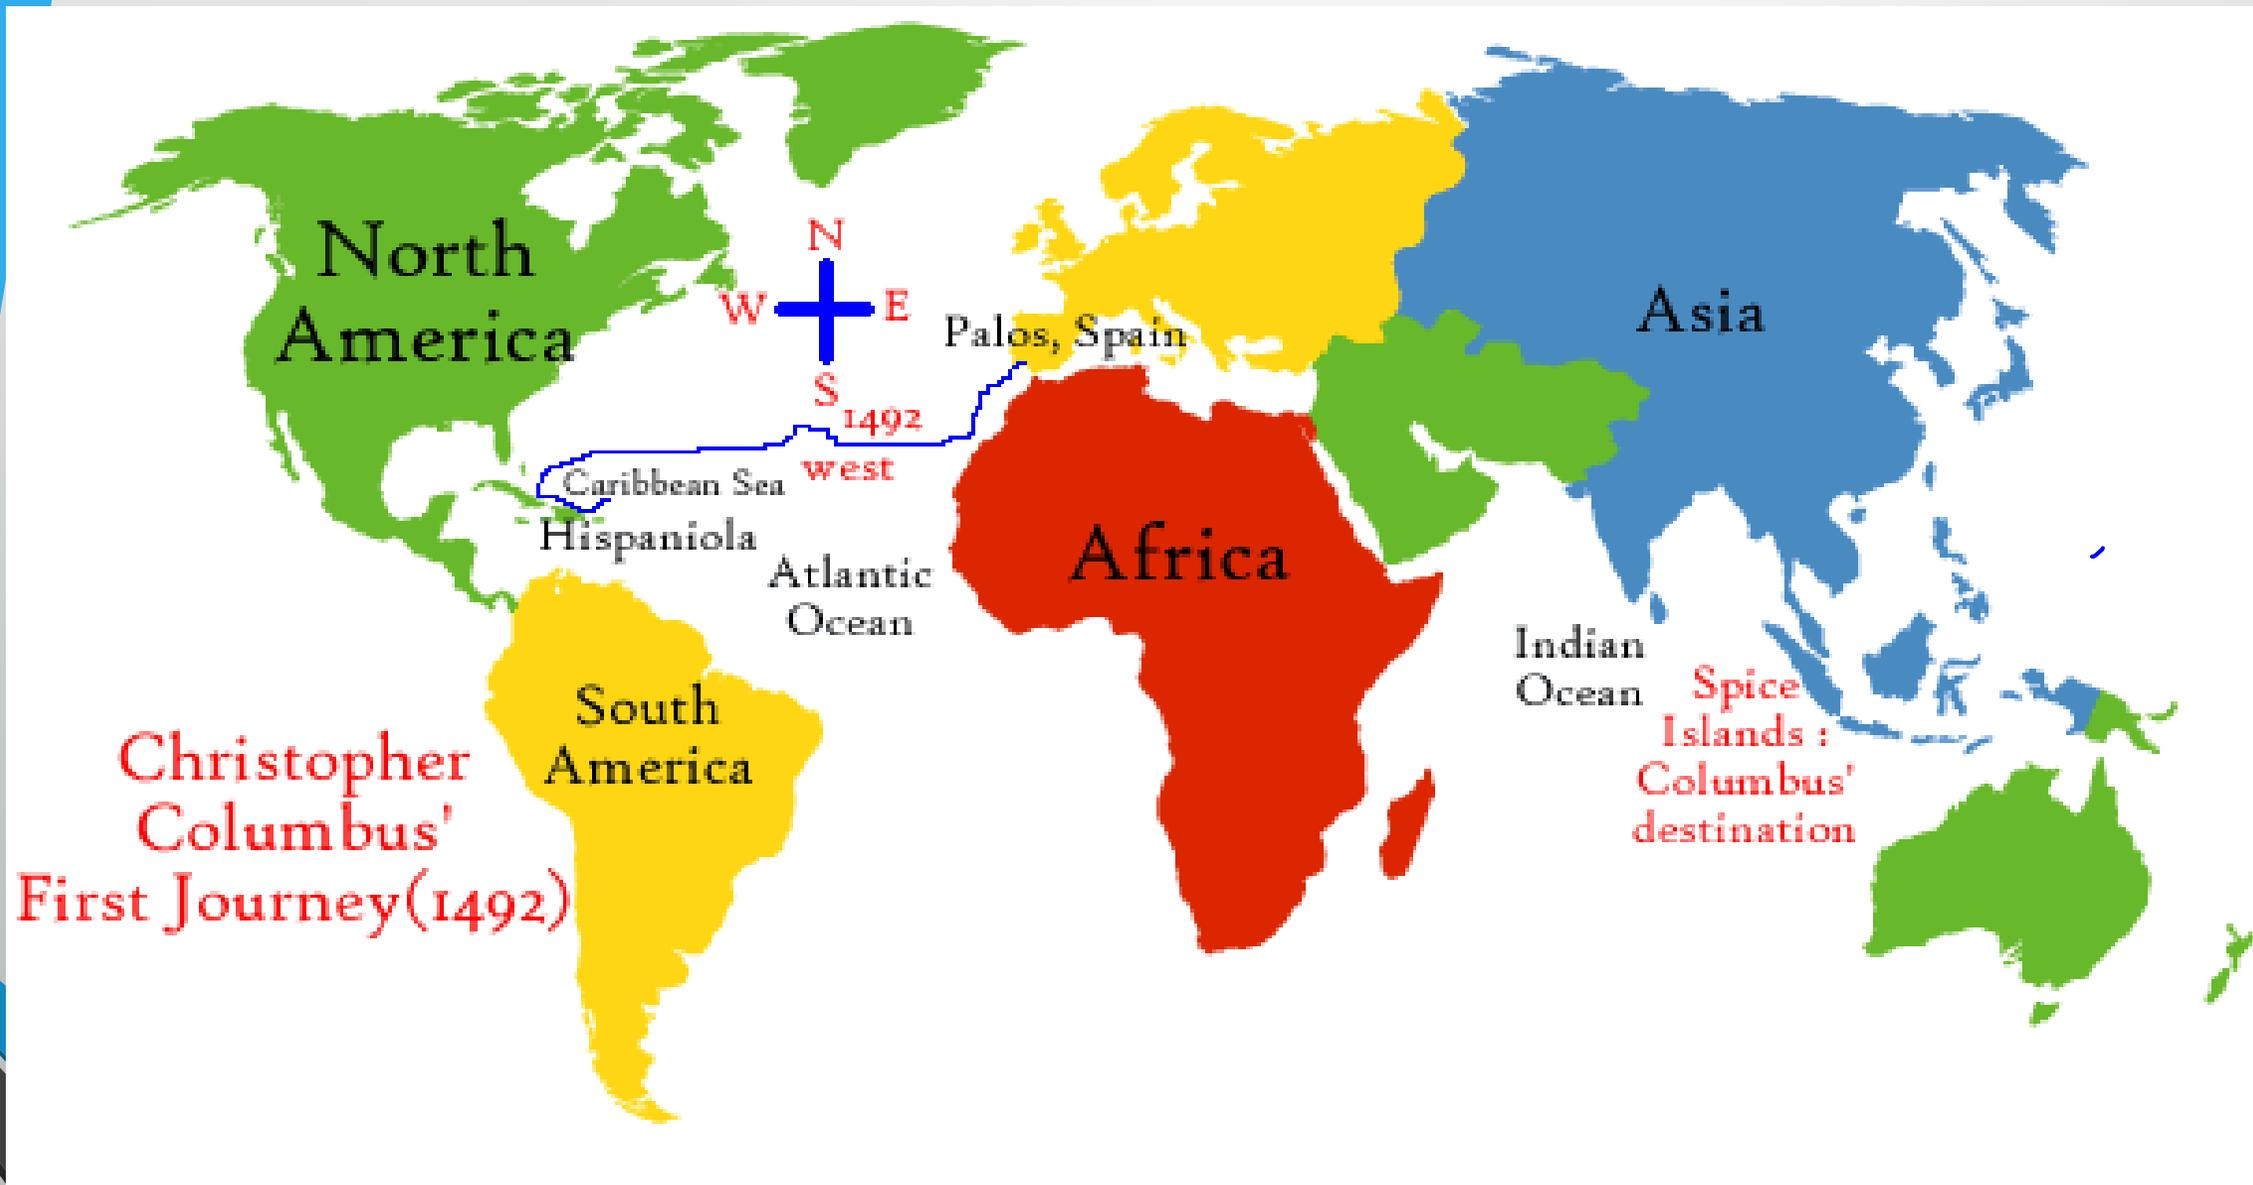 North
America
N
W
E
S
Palos, Spain
Asia
1492
west
Caribbean Sea
Hispaniola
Atlantic
Ocean
Africa
Indian
Ocean
Spice
Islands :
Columbus'
destination
South
America
Christopher
Columbus'
First Journey(1492)